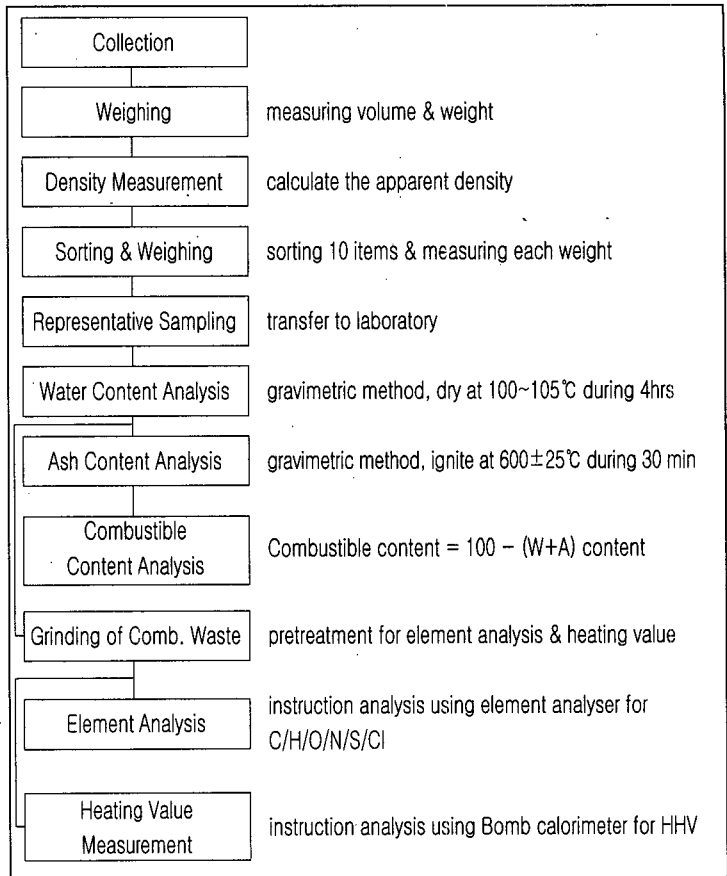 Collection
Weighing measuring volume & weight
Density Measurement calculate the apparent density
Sorting & Weighing sorting 10 items & measuring each weight
Representative Sampling transfer to laboratory
Water Content Analysis gravimetric method, dry at 100~105℃ during 4hrs
Ash Content Analysis gravimetric method, ignite at 600±25℃ during 30 min
Combustible
Content Analysis
Combustible content = 100 − (W+A) content
Grinding of Comb. Waste pretreatment for element analysis & heating value
Element Analysis
instruction analysis using element analyser for
C/H/O/N/S/Cl
Heating Value
Measurement
instruction analysis using Bomb calorimeter for HHV